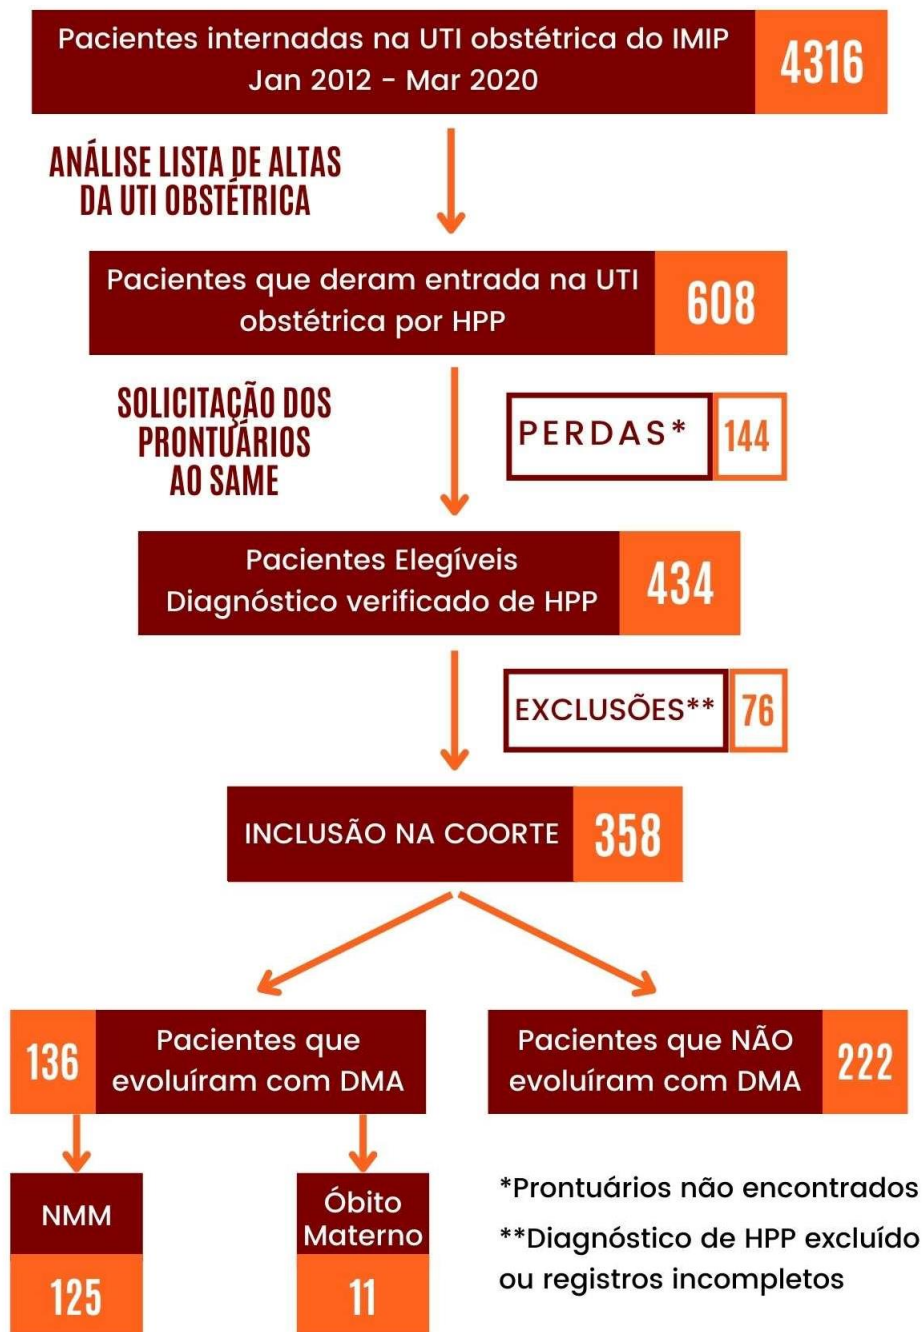 Pacientes internadas na UTI obstétrica do IMIP
Jan 2012 - Mar 2020
4316
ANÁLISE LISTA DE ALTAS
DA UTI OBSTÉTRICA
Pacientes que deram entrada na UTI
obstétrica por HPP
608
SOLICITAÇÃO DOS
PRONTUÁRIOS
AO SAME
PERDAS*
144
Pacientes Elegíveis
Diagnóstico verificado de HPP
434
EXCLUSÕES**
76
INCLUSÃO NA COORTE
358
136
Pacientes que
evoluíram com DMA
Pacientes que NÃO
evoluíram com DMA
222
NMM
125
Óbito
Materno
11
*Prontuários não encontrados
**Diagnóstico de HPP excluído
ou registros incompletos